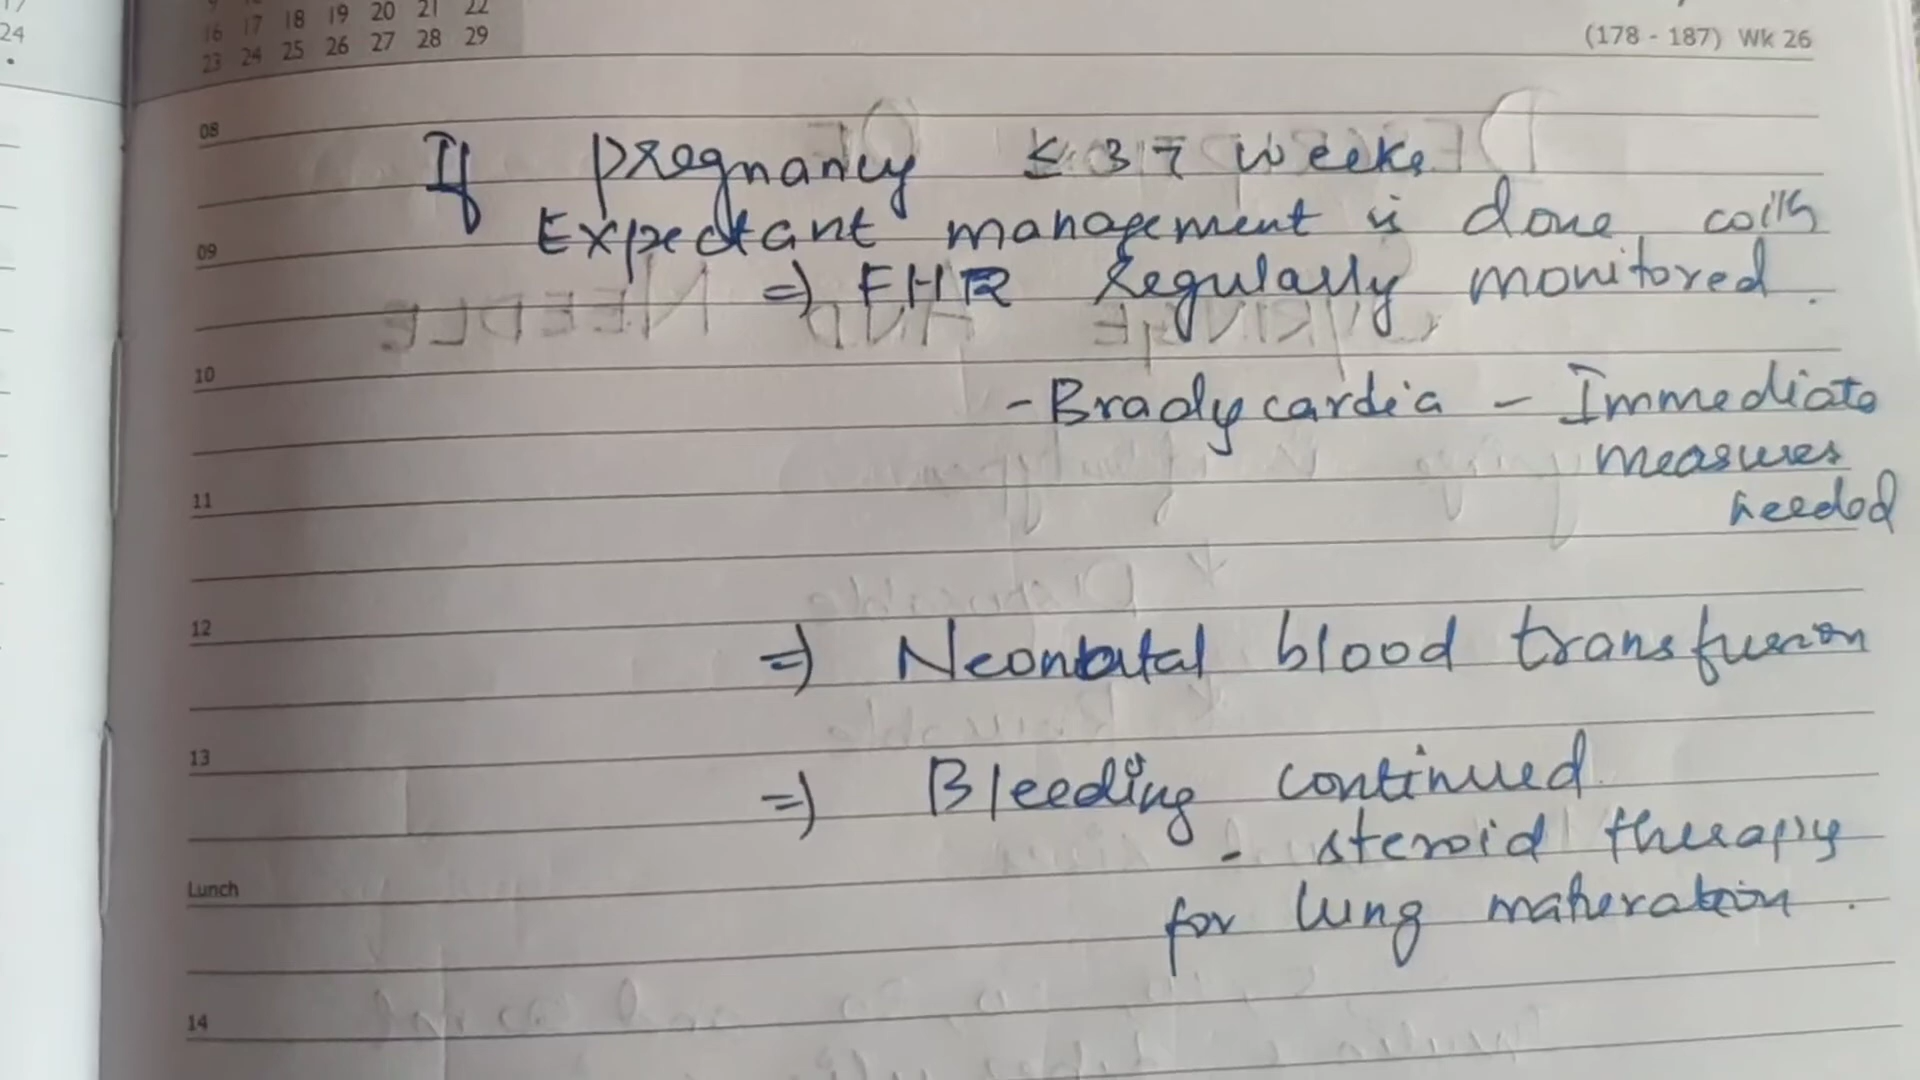 24
16 17 18 19 20 21 22
23 24 25 26 27 28 29
(178 - 187) Wk 26
08
If pregnancy ≤ 37 weeks
Expectant management is done with
09
=) FHR regularly monitored.
10
- Bradycardia - Immediate
measures
11
needed
12
=) Neonatal blood transfusion
13
=) Bleeding continued
- steroid therapy
Lunch
for lung materation.
14